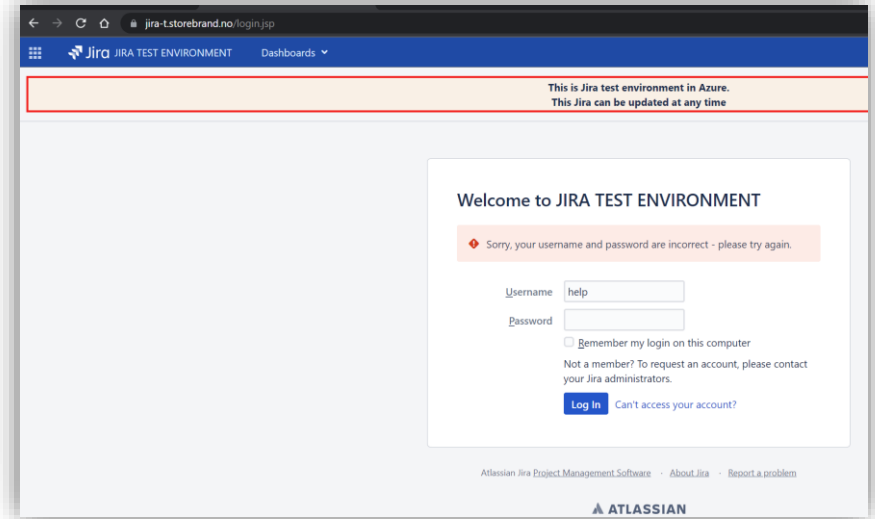 jira-t.storebrand.no/login.jsp
Jira JIRA TEST ENVIRONMENT Dashboards
This is Jira test environment in Azure.
This Jira can be updated at any time
Welcome to JIRA TEST ENVIRONMENT
Sorry, your username and password are incorrect - please try again.
Username help
Password
Remember my login on this computer
Not a member? To request an account, please contact
your Jira administrators.
Log In Can't access your account?
Atlassian Jira Project Management Software · About Jira · Report a problem
ATLASSIAN